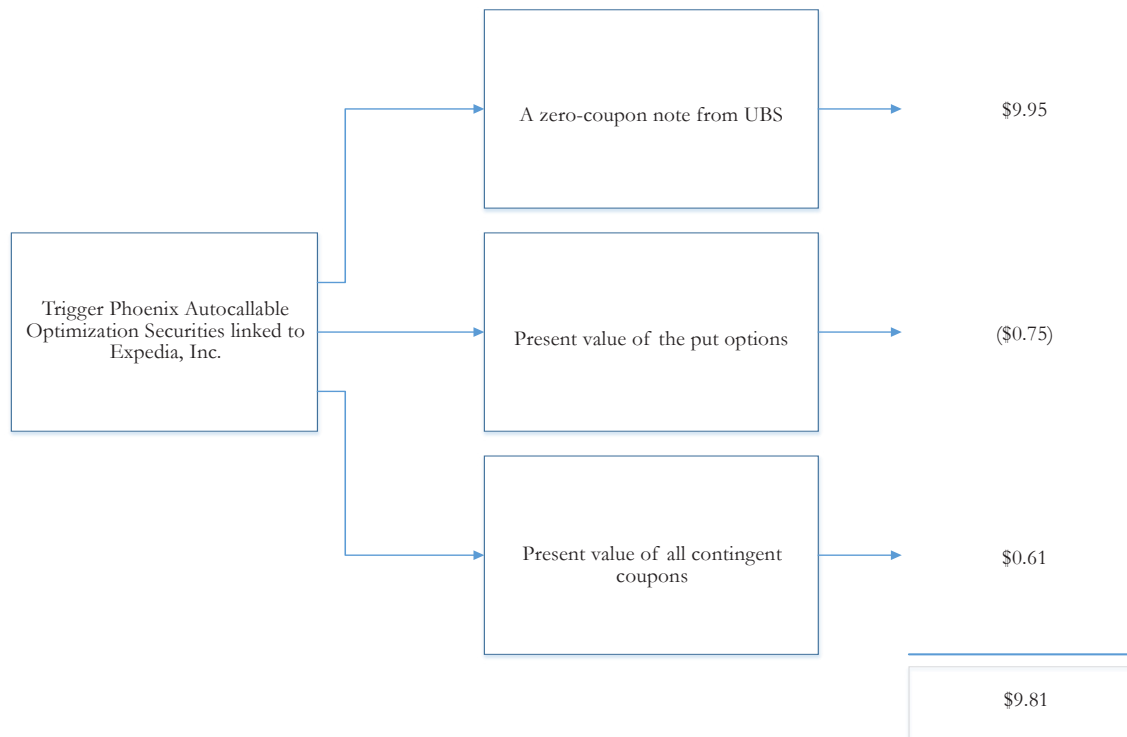 A zero-coupon note from UBS
$9.95
Trigger Phoenix Autocallable
Optimization Securities linked to
Expedia, Inc.
Present value of the put options
($0.75)
Present value of all contingent
coupons
$0.61
$9.81